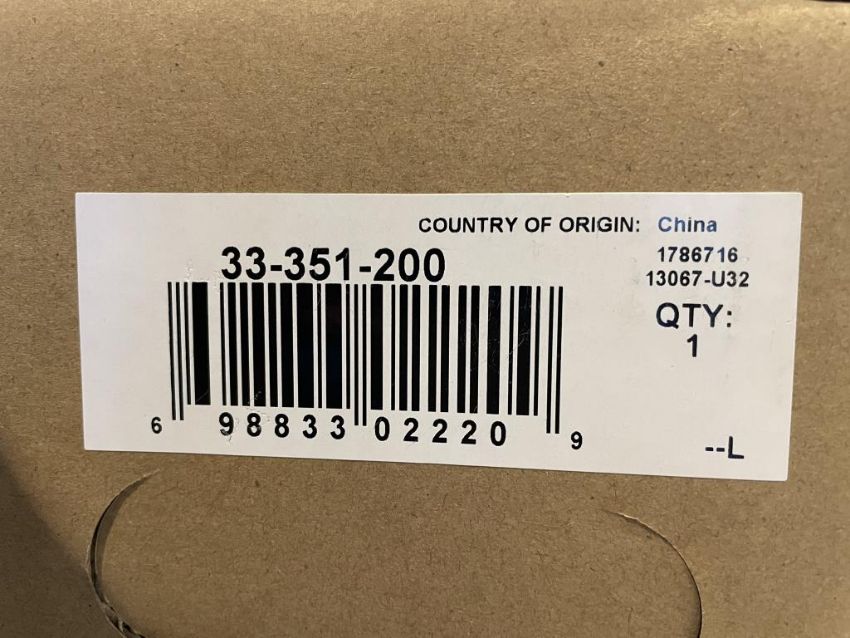 COUNTRY OF ORIGIN: China
33-351-200
1786716
13067-U32
QTY:
1
6 98833 02220 9
--L